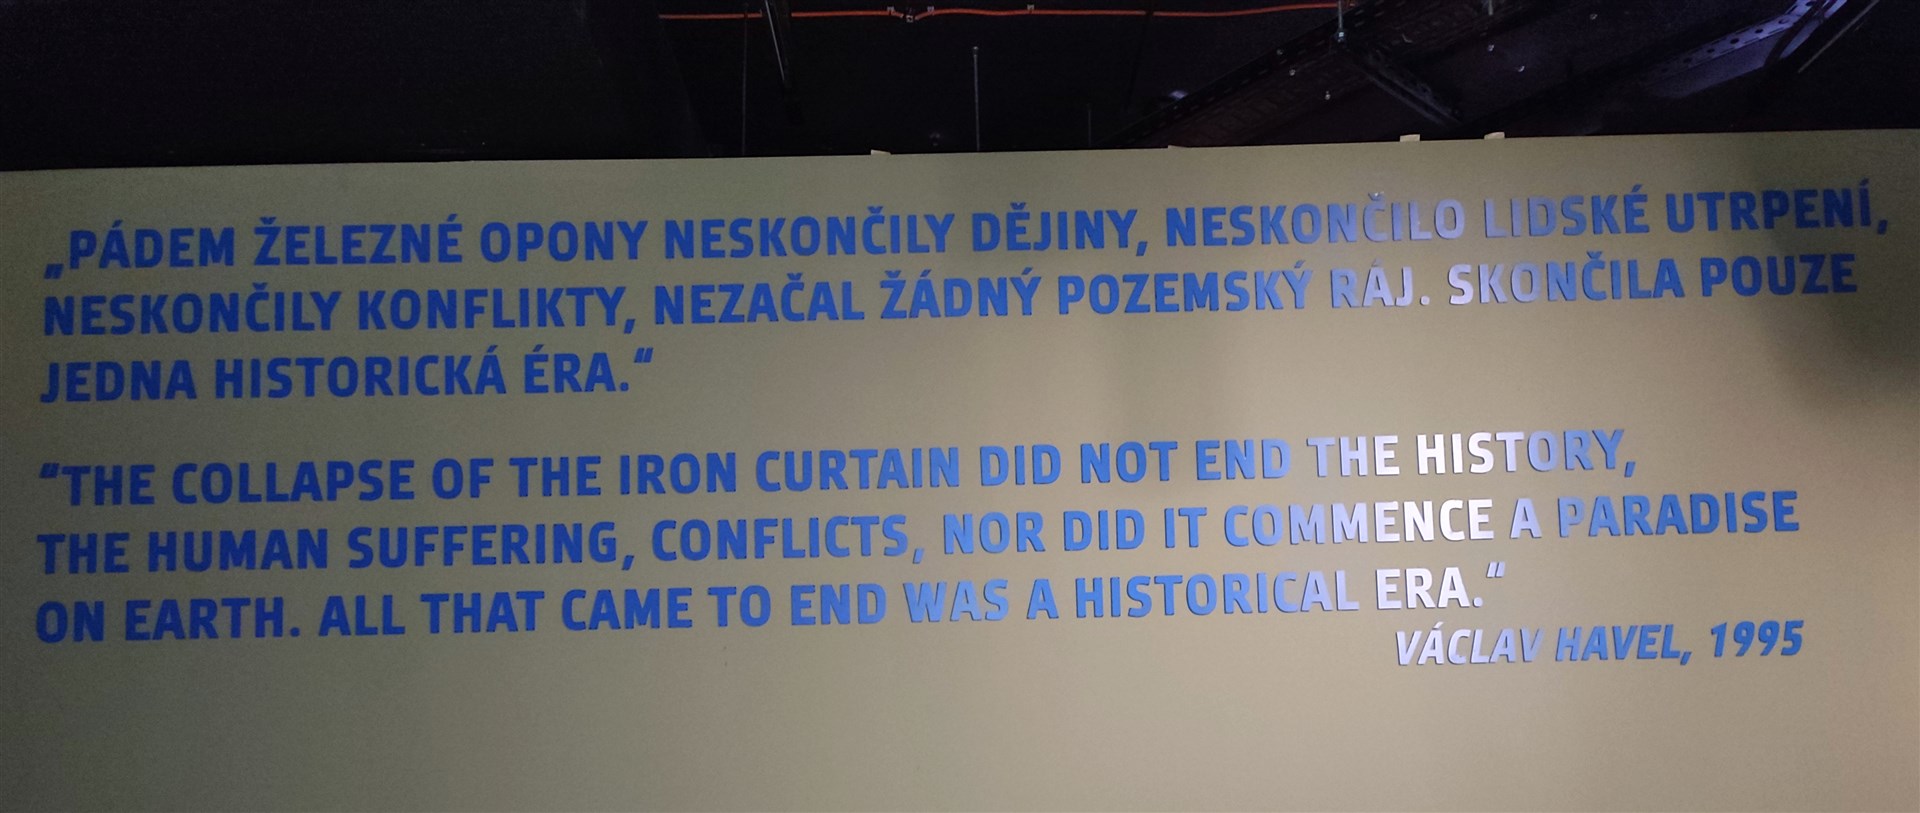 „PÁDEM ŽELEZNÉ OPONY NESKONČILY DĚJINY, NESKONČILO LIDSKÉ UTRPENÍ,
NESKONČILY KONFLIKTY, NEZAČAL ŽÁDNÝ POZEMSKÝ RÁJ. SKONČILA POUZE
JEDNA HISTORICKÁ ÉRA.“
“THE COLLAPSE OF THE IRON CURTAIN DID NOT END THE HISTORY,
THE HUMAN SUFFERING, CONFLICTS, NOR DID IT COMMENCE A PARADISE
ON EARTH. ALL THAT CAME TO END WAS A HISTORICAL ERA.“
VÁCLAV HAVEL, 1995